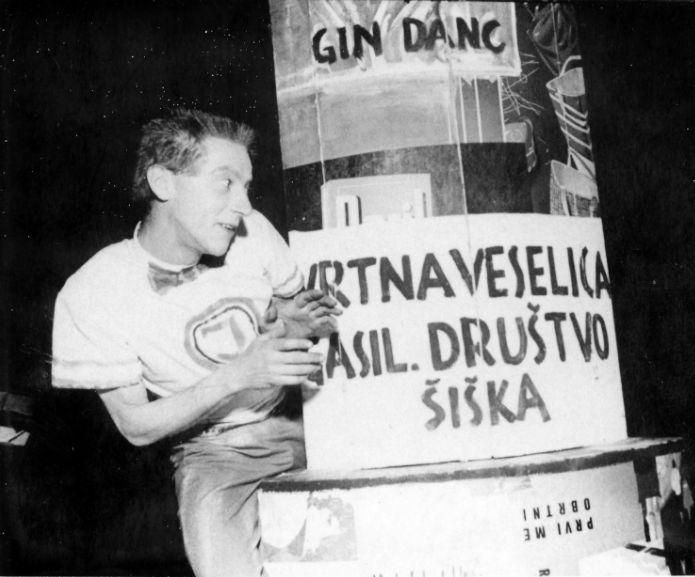 GIN DANC
VRTNA VESELICA
GASIL. DRUŠTVO
ŠIŠKA
PRVI ME
OBRTNI